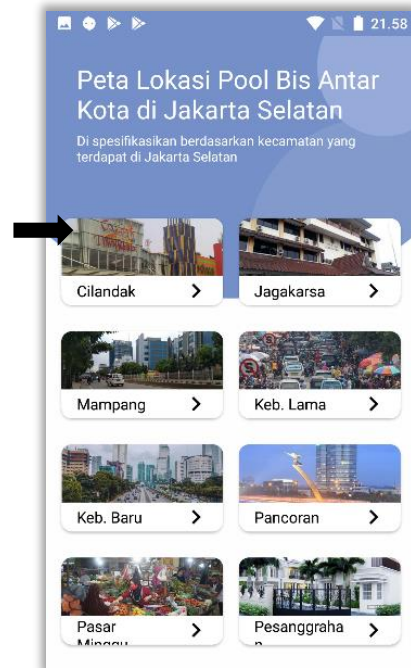 21.58
Peta Lokasi Pool Bis Antar
Kota di Jakarta Selatan
Di spesifikasikan berdasarkan kecamatan yang
terdapat di Jakarta Selatan
Cilandak
Jagakarsa
Mampang
Keb. Lama
Keb. Baru
Pancoran
Pasar
Minggu
Pesanggraha
n